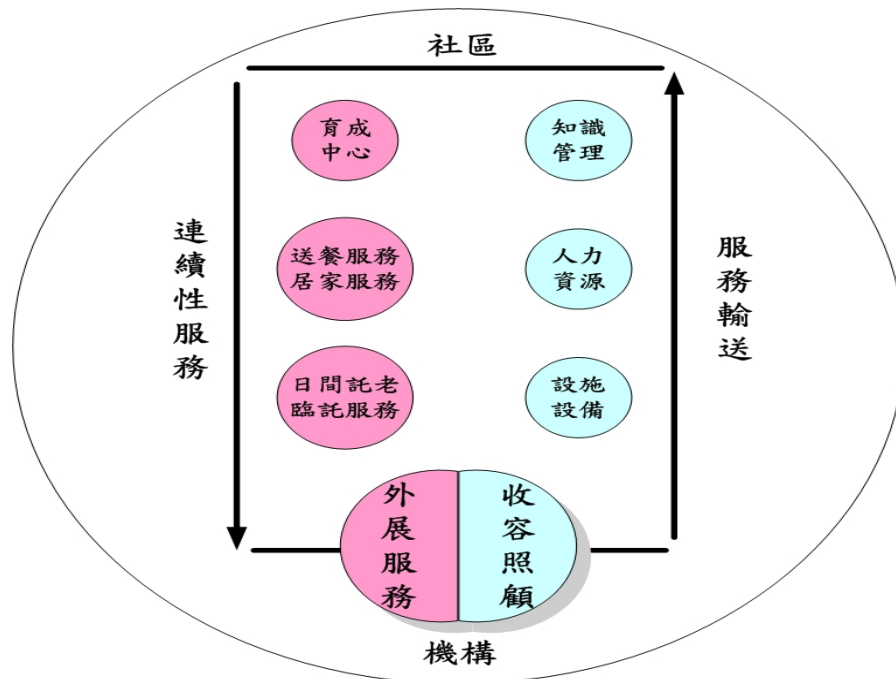 社區
育成
中心
知識
管理
連續性服務
送餐服務
居家服務
人力
資源
服務輸送
日間託老
臨託服務
設施
設備
外展服務
收容照顧
機構